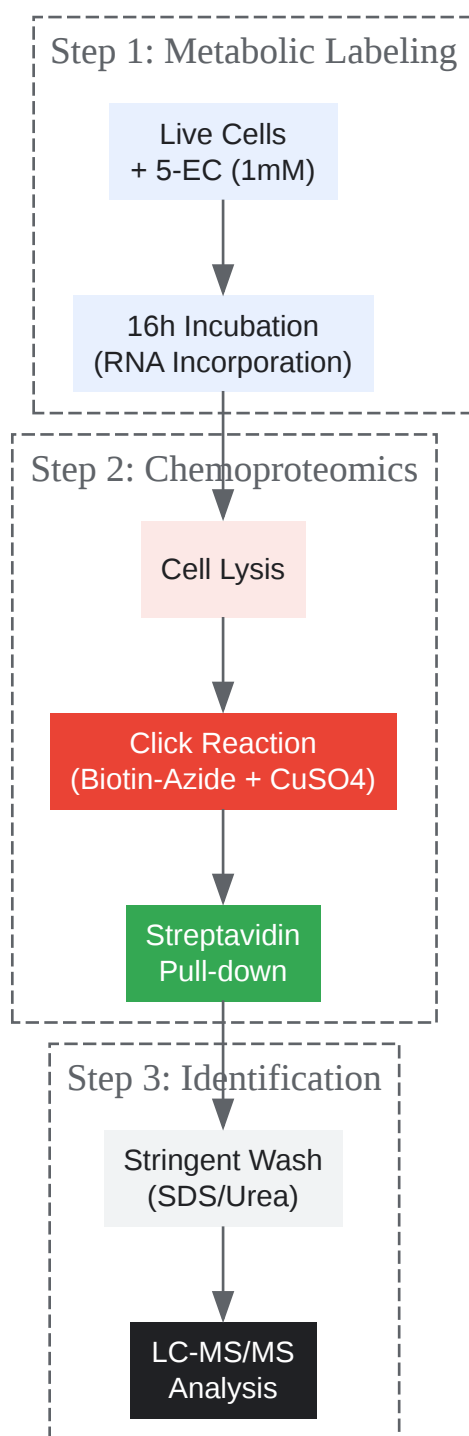 Step 1: Metabolic Labeling
Live Cells
+ 5-EC (1mM)
16h Incubation
(RNA Incorporation)
Step 2: Chemoproteomics
Cell Lysis
Click Reaction
(Biotin-Azide + CuSO4)
Streptavidin
Pull-down
Step 3: Identification
Stringent Wash
(SDS/Urea)
LC-MS/MS
Analysis